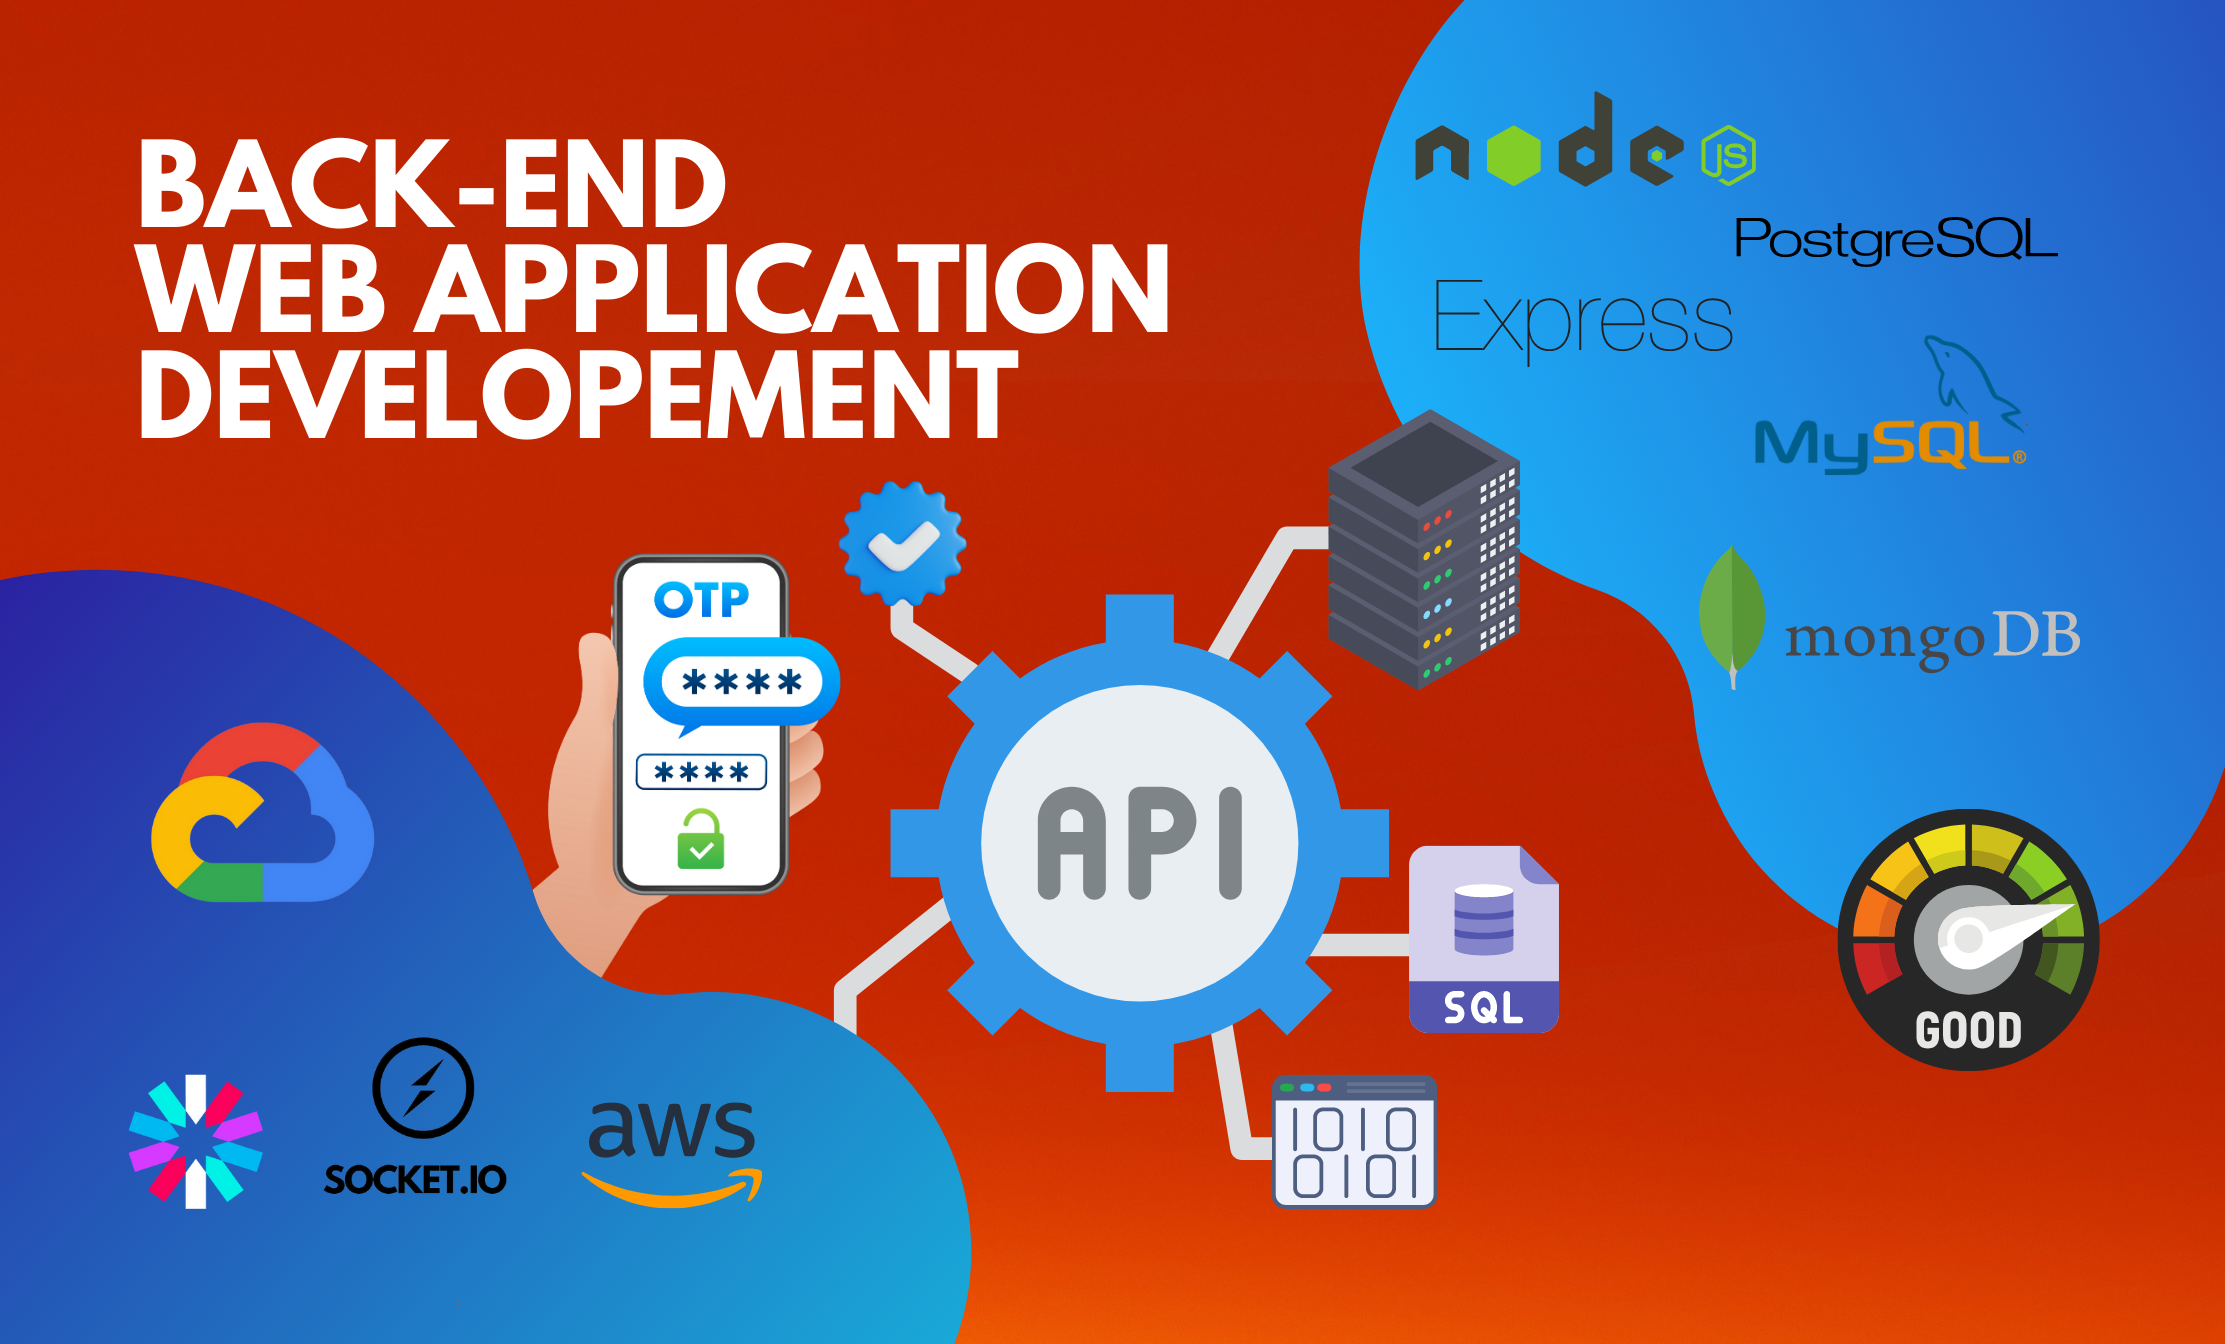 BACK-END
WEB APPLICATION
DEVELOPEMENT
node JS
PostgreSQL
Express
MySQL®
mongoDB
OTP
****
****
API
SQL
GOOD
SOCKET.IO
aws
1010
0101